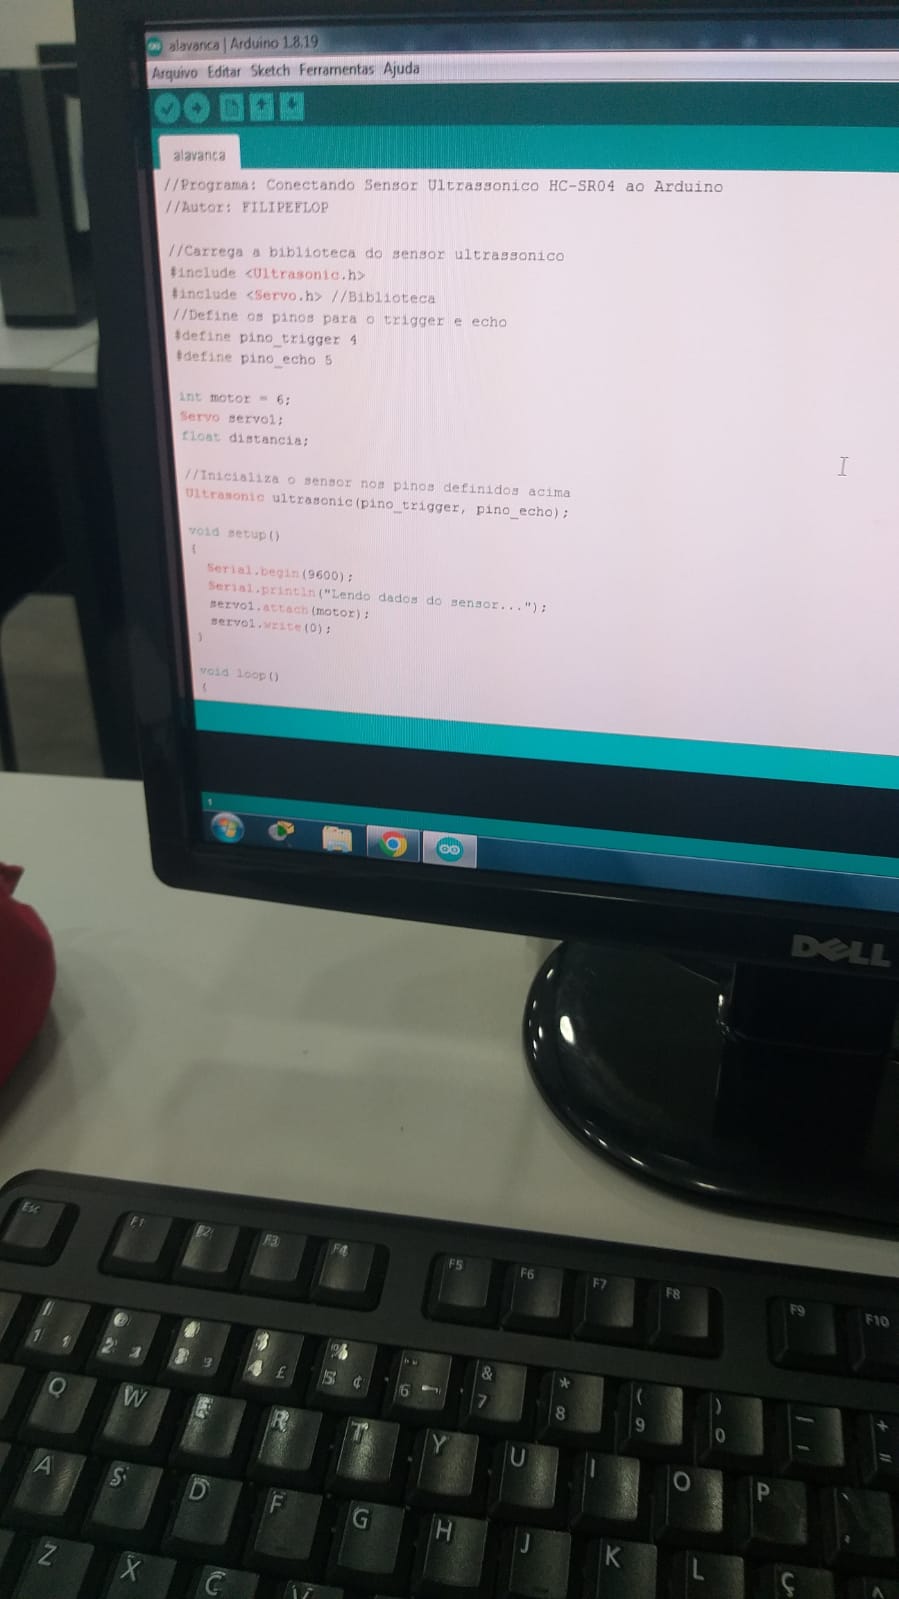 alavanca | Arduino 1.8.19
Arquivo Editar Sketch Ferramentas Ajuda
alavanca
//Programa: Conectando Sensor Ultrassonico HC-SR04 ao Arduino
//Autor: FILIPEFLOP
//Carrega a biblioteca do sensor ultrassonico
#include <Ultrasonic.h>
#include <Servo.h> //Biblioteca
//Define os pinos para o trigger e echo
#define pino_trigger 4
#define pino_echo 5
int motor = 6;
Servo servo1;
float distancia;
//Inicializa o sensor nos pinos definidos acima
Ultrasonic ultrasonic(pino_trigger, pino_echo);
void setup()
{
Serial.begin(9600);
Serial.println("Lendo dados do sensor...");
servo1.attach(motor);
servo1.write(0);
}
void loop()
{
1
DELL
Esc F1 F2 F3 F4 F5 F6 F7 F8 F9 F10
! 1 @ 2 # 3 $ 4 £ % 5 ¢ 6 ¬ & 7 * 8 ( 9 ) 0 — - + =
Q W E R T Y U I O P
A S D F G H J K L Ç
Z X C V